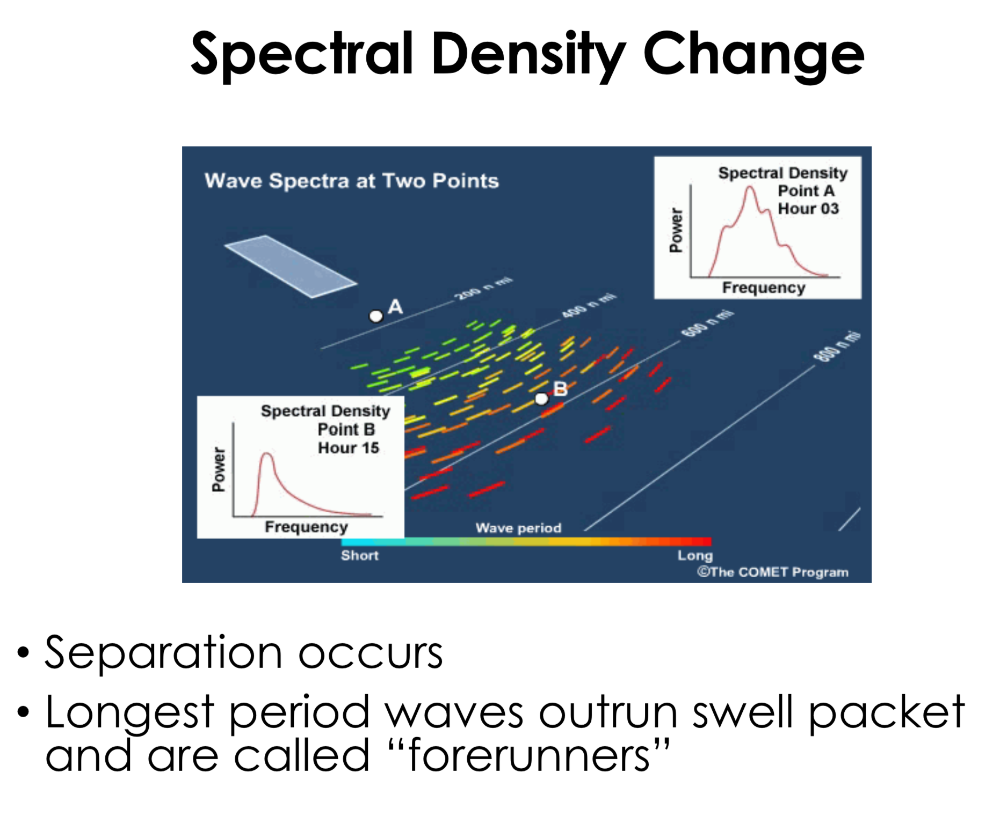 Spectral Density Change
Wave Spectra at Two Points
Spectral Density
Point A
Hour 03
Power
Frequency
A
200 n mi
400 n mi
600 n mi
800 n mi
B
Spectral Density
Point B
Hour 15
Power
Frequency
Wave period
Short
Long
©The COMET Program
• Separation occurs
• Longest period waves outrun swell packet
and are called “forerunners”